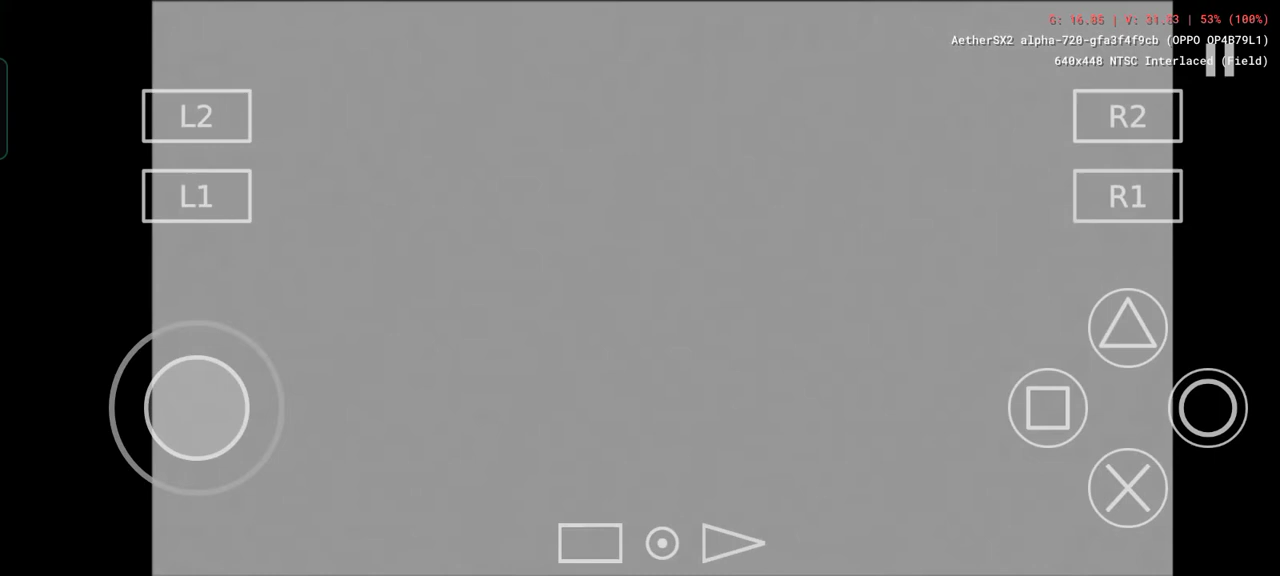 G: 16.85 | V: 31.83 | 53% (100%)
AetherSX2 alpha-720-gfa3f4f9cb (OPPO OP4B79L1)
640x448 NTSC Interlaced (Field)
L2
R2
L1
R1